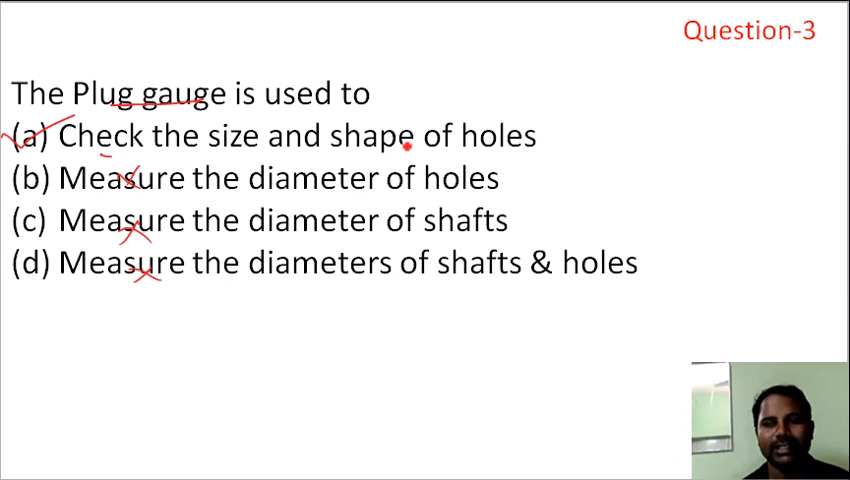 Question-3
The Plug gauge is used to
(a) Check the size and shape of holes
(b) Measure the diameter of holes
(c) Measure the diameter of shafts
(d) Measure the diameters of shafts & holes